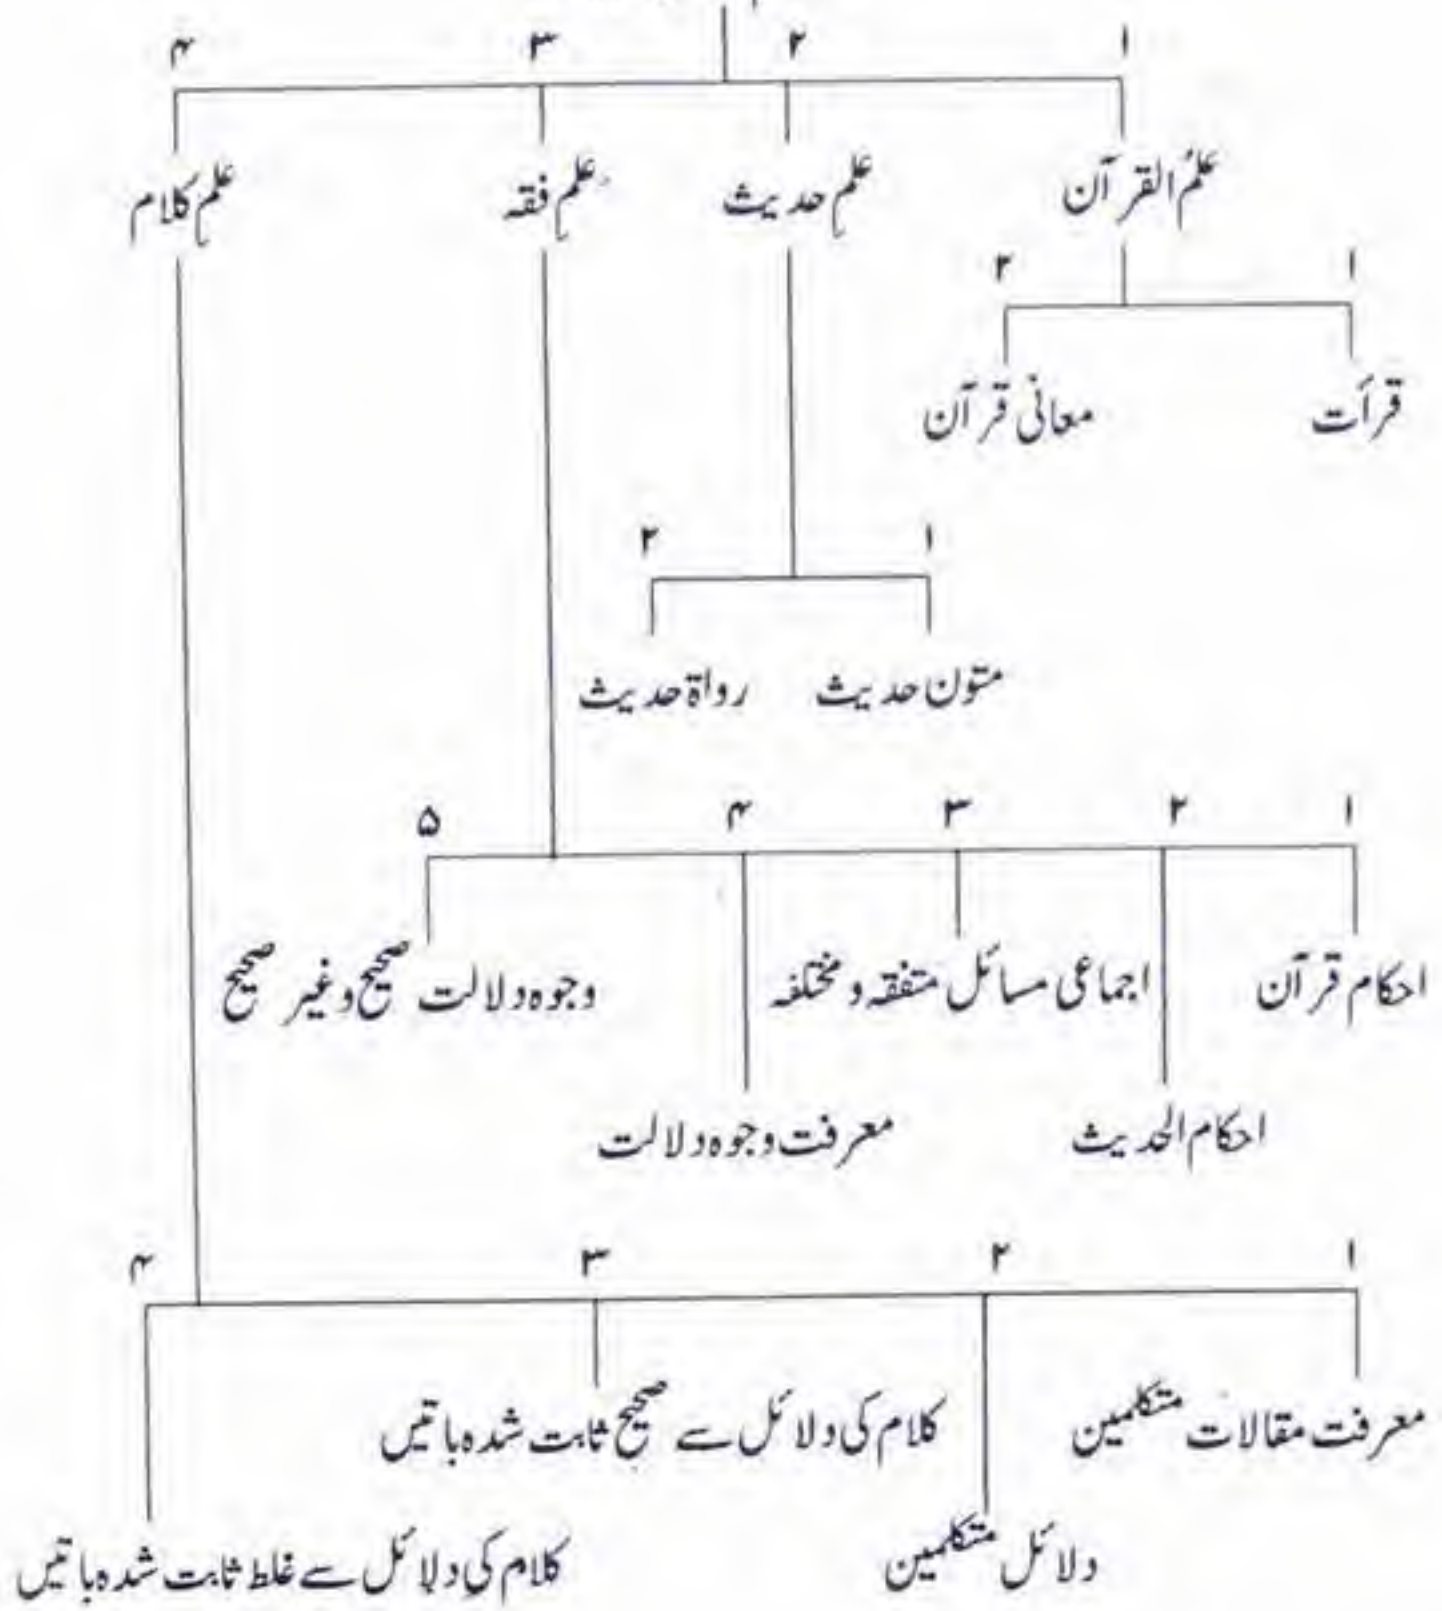 ۱ ۲ ۳ ۴
علمُ القرآن علم حدیث علم فقہ علم کلام
۱ ۲
قرأت معانی قرآن
۱ ۲
متون حدیث رواۃ حدیث
۱ ۲ ۳ ۴ ۵
احکام قرآن اجماعی مسائل متفقہ و مختلفہ وجوہ دلالت صحیح و غیر صحیح
احکام الحدیث معرفت وجوہ دلالت
۱ ۲ ۳ ۴
معرفت مقالات متکلمین کلام کی دلائل سے صحیح ثابت شدہ باتیں
دلائل متکلمین کلام کی دلائل سے غلط ثابت شدہ باتیں